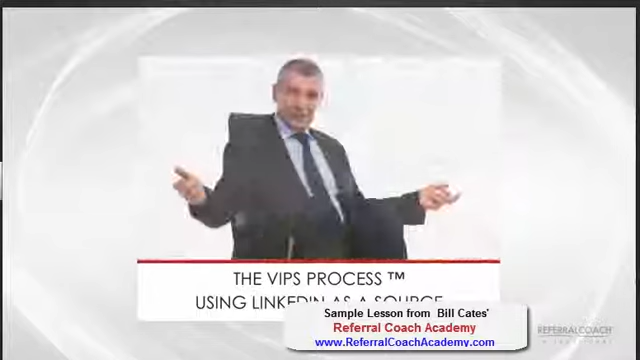 THE VIPS PROCESS ™
USING LINKEDIN AS A SOURCE
Sample Lesson from Bill Cates'
Referral Coach Academy
www.ReferralCoachAcademy.com
REFERRALCOACH